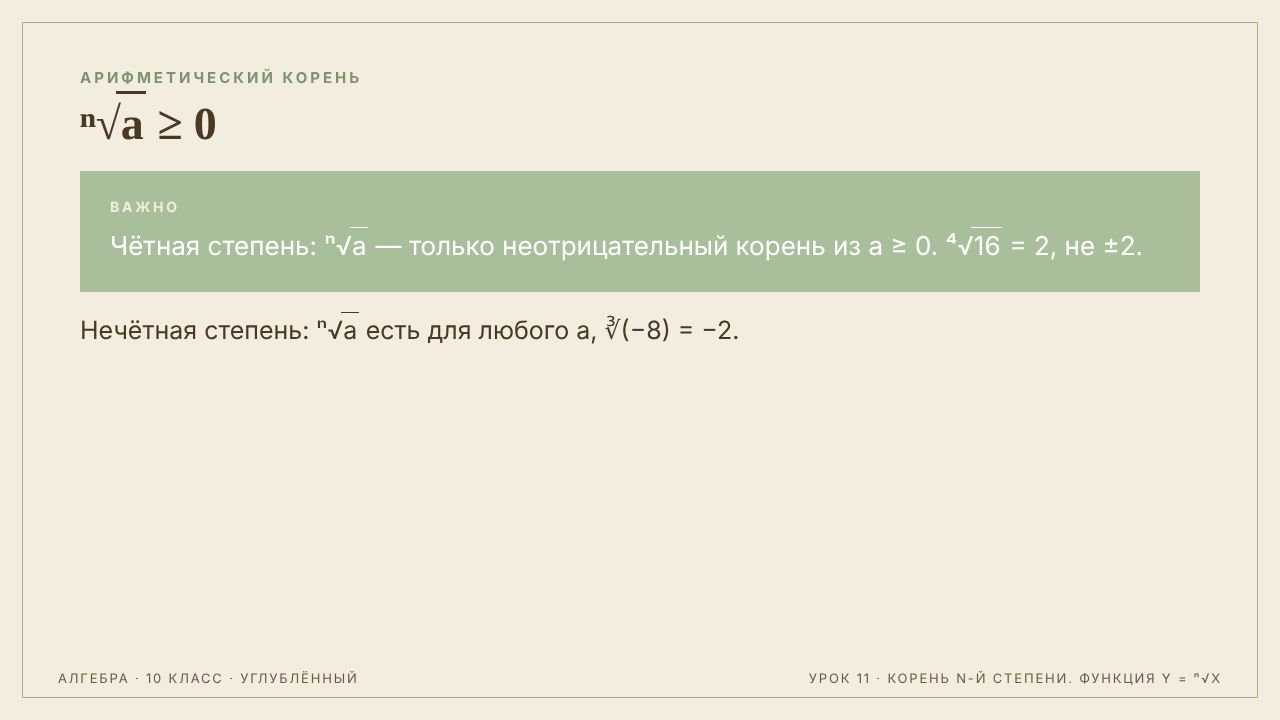 АРИФМЕТИЧЕСКИЙ КОРЕНЬ
ⁿ√a ≥ 0
ВАЖНО
Чётная степень: ⁿ√a — только неотрицательный корень из a ≥ 0. ⁴√16 = 2, не ±2.
Нечётная степень: ⁿ√a есть для любого a, ∛(−8) = −2.
АЛГЕБРА · 10 КЛАСС · УГЛУБЛЁННЫЙ
УРОК 11 · КОРЕНЬ N-Й СТЕПЕНИ. ФУНКЦИЯ Y = ⁿ√X